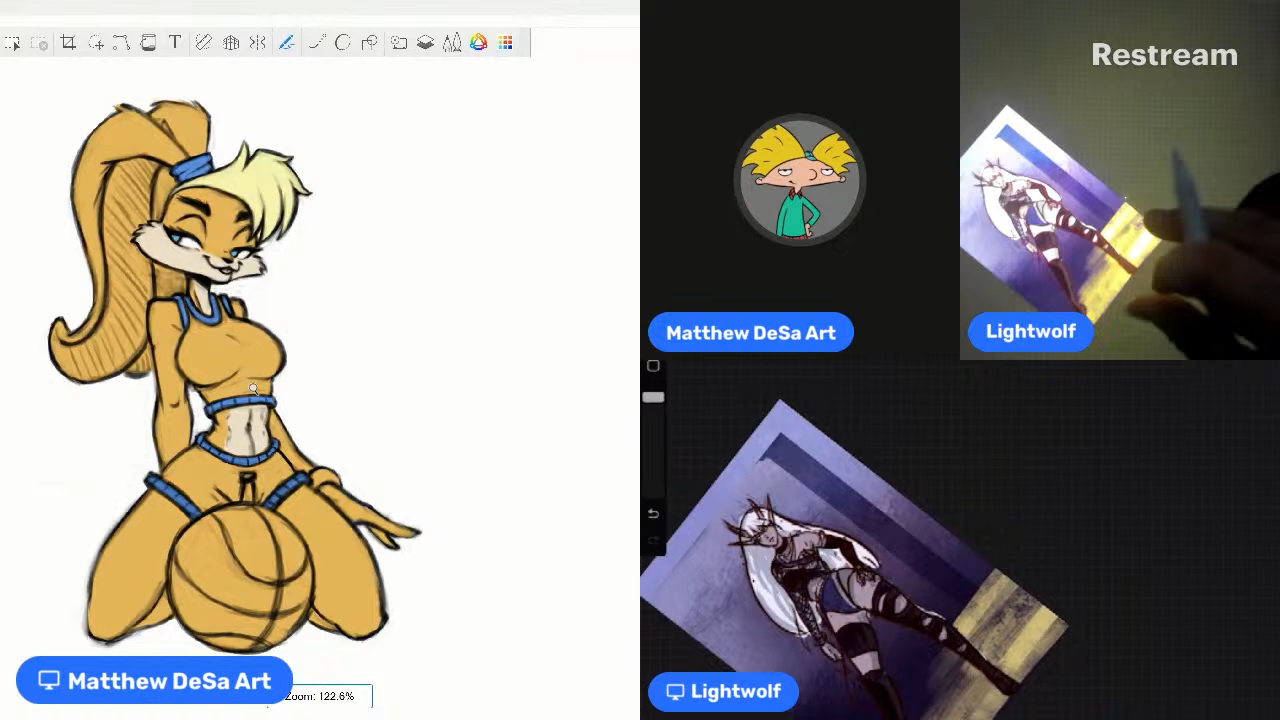 Restream
Matthew DeSa Art
Lightwolf
Matthew DeSa Art
Zoom: 122.6%
Lightwolf